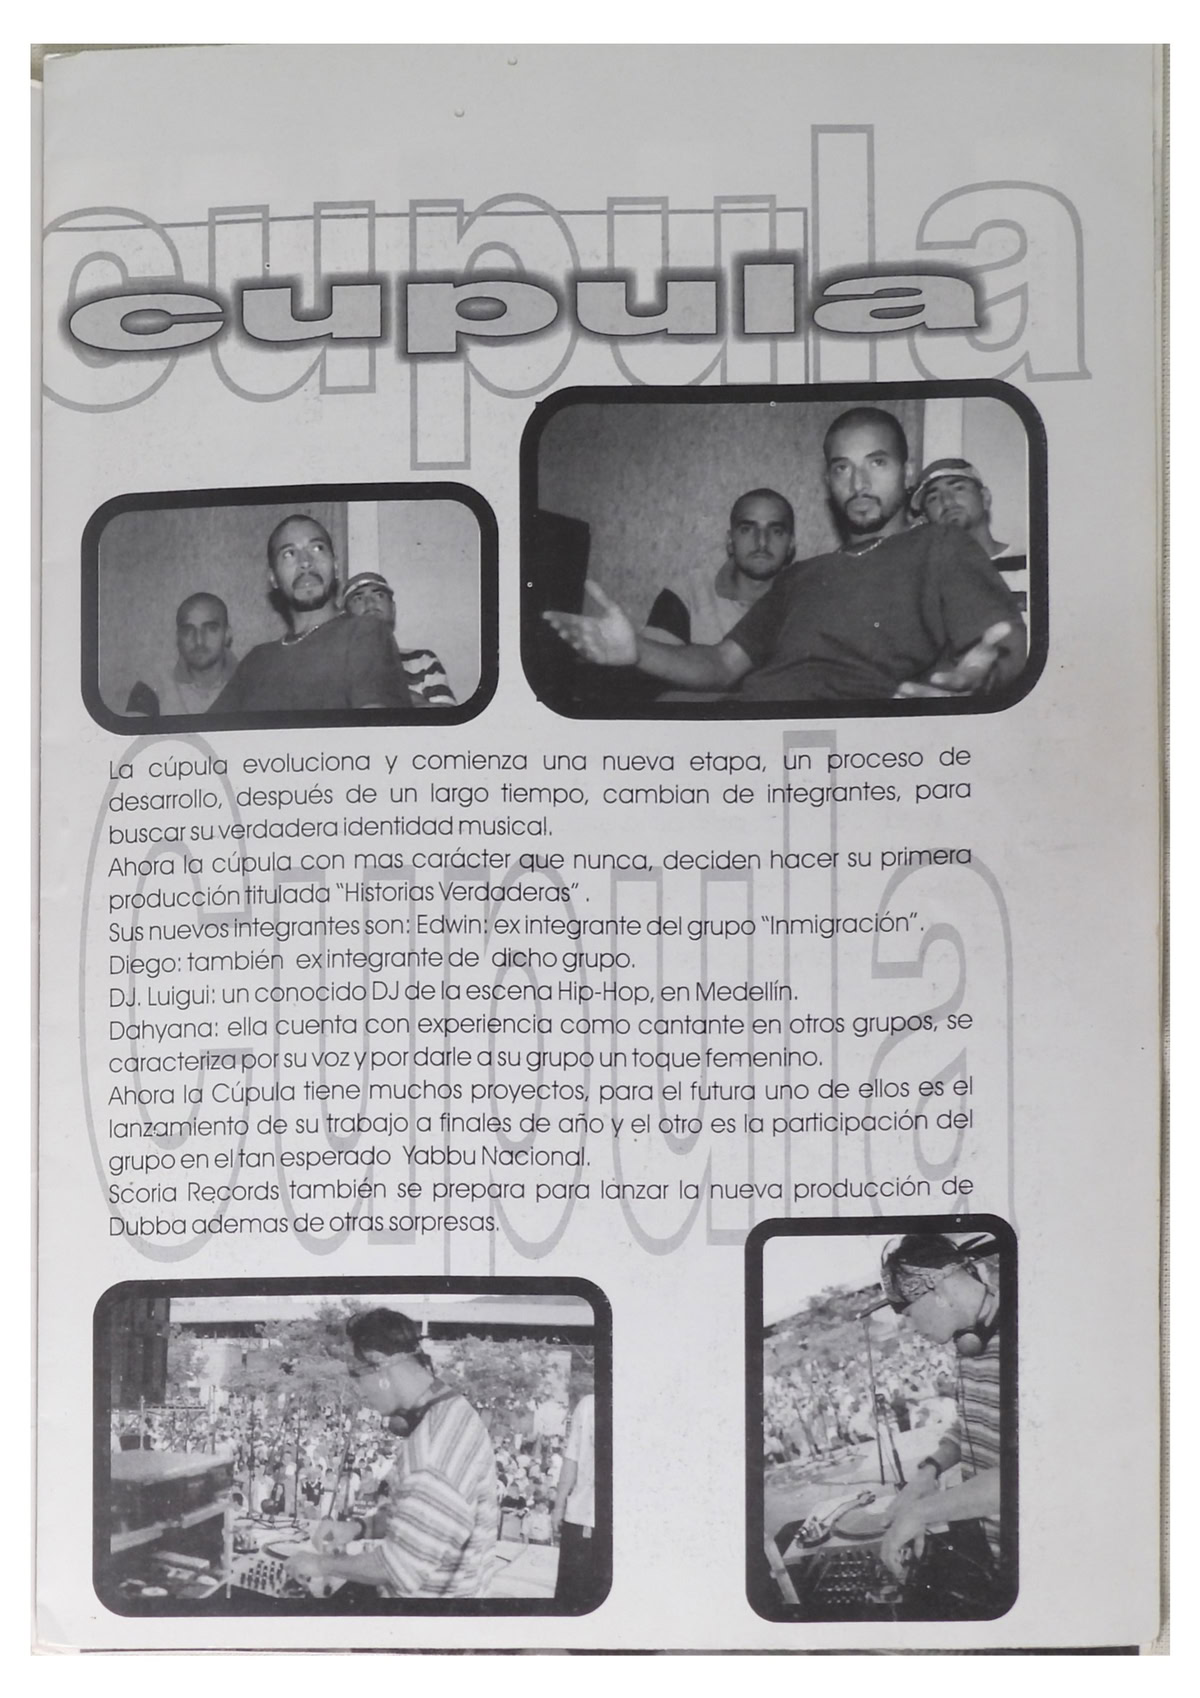 cupula
cupula
La cúpula evoluciona y comienza una nueva etapa, un proceso de
desarrollo, después de un largo tiempo, cambian de integrantes, para
buscar su verdadera identidad musical.
Ahora la cúpula con mas carácter que nunca, deciden hacer su primera
producción titulada "Historias Verdaderas" .
Sus nuevos integrantes son: Edwin: ex integrante del grupo "Inmigración".
Diego: también ex integrante de dicho grupo.
DJ. Luigui: un conocido DJ de la escena Hip-Hop, en Medellín.
Dahyana: ella cuenta con experiencia como cantante en otros grupos, se
caracteriza por su voz y por darle a su grupo un toque femenino.
Ahora la Cúpula tiene muchos proyectos, para el futura uno de ellos es el
lanzamiento de su trabajo a finales de año y el otro es la participación del
grupo en el tan esperado Yabbu Nacional.
Scoria Records también se prepara para lanzar la nueva producción de
Dubba ademas de otras sorpresas.
Cupula